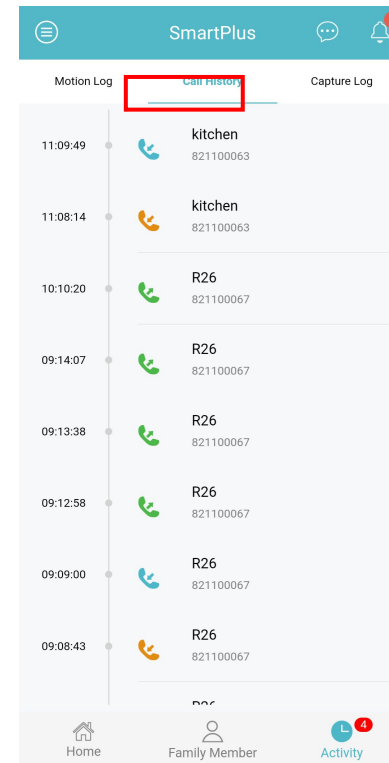 SmartPlus
Motion Log
Call History
Capture Log
11:09:49
kitchen
821100063
11:08:14
kitchen
821100063
10:10:20
R26
821100067
09:14:07
R26
821100067
09:13:38
R26
821100067
09:12:58
R26
821100067
09:09:00
R26
821100067
09:08:43
R26
821100067
Home
Family Member
4
Activity